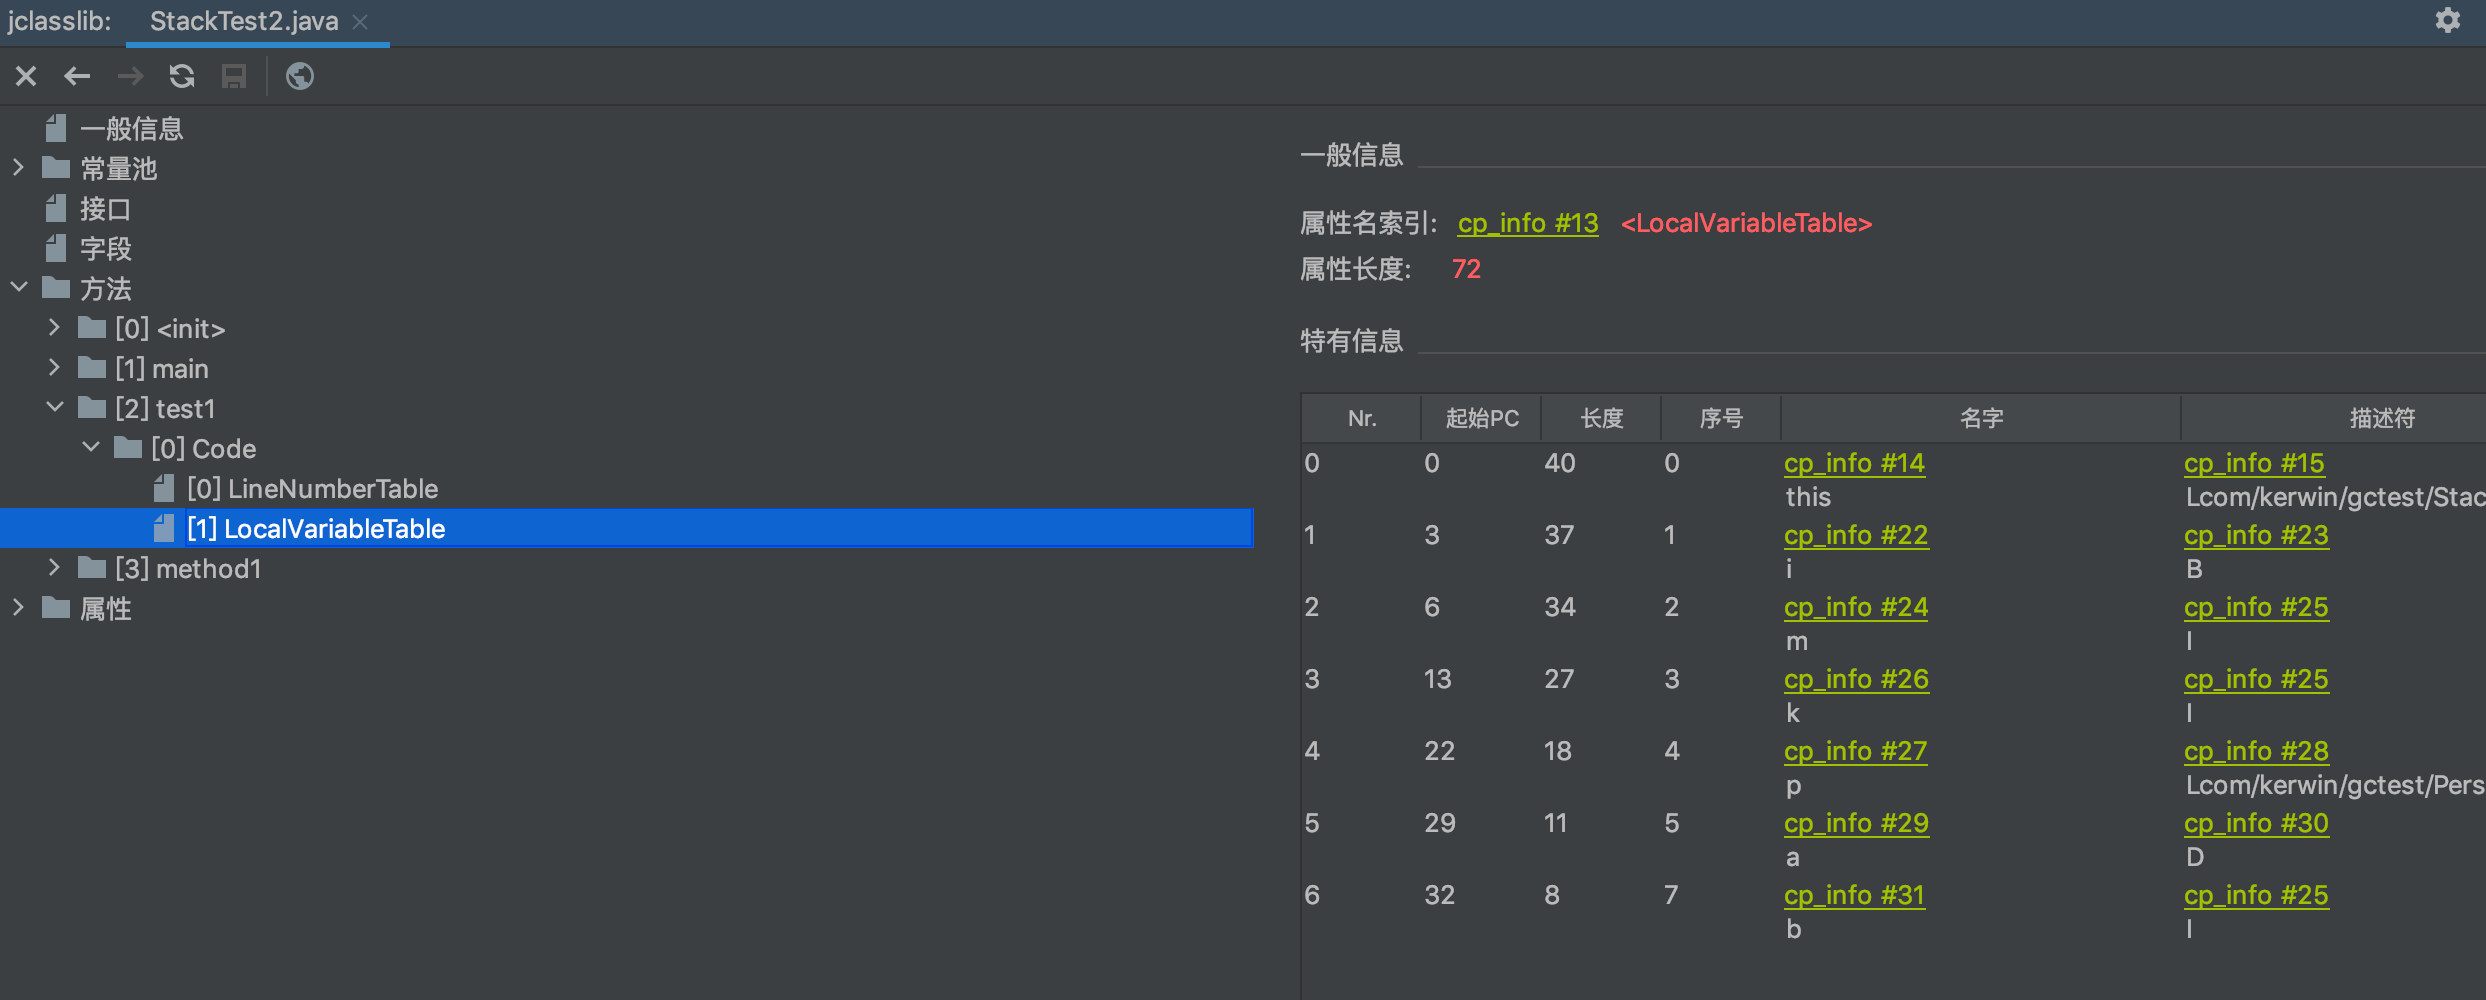 jclasslib: StackTest2.java
一般信息
常量池
接口
字段
方法
[0] <init>
[1] main
[2] test1
[0] Code
[0] LineNumberTable
[1] LocalVariableTable
[3] method1
属性
一般信息
属性名索引: cp_info #13 <LocalVariableTable>
属性长度: 72
特有信息
Nr. 起始PC 长度 序号 名字 描述符
0 0 40 0 cp_info #14 cp_info #15
this Lcom/kerwin/gctest/Stac
1 3 37 1 cp_info #22 cp_info #23
i B
2 6 34 2 cp_info #24 cp_info #25
m I
3 13 27 3 cp_info #26 cp_info #25
k I
4 22 18 4 cp_info #27 cp_info #28
p Lcom/kerwin/gctest/Pers
5 29 11 5 cp_info #29 cp_info #30
a D
6 32 8 7 cp_info #31 cp_info #25
b I